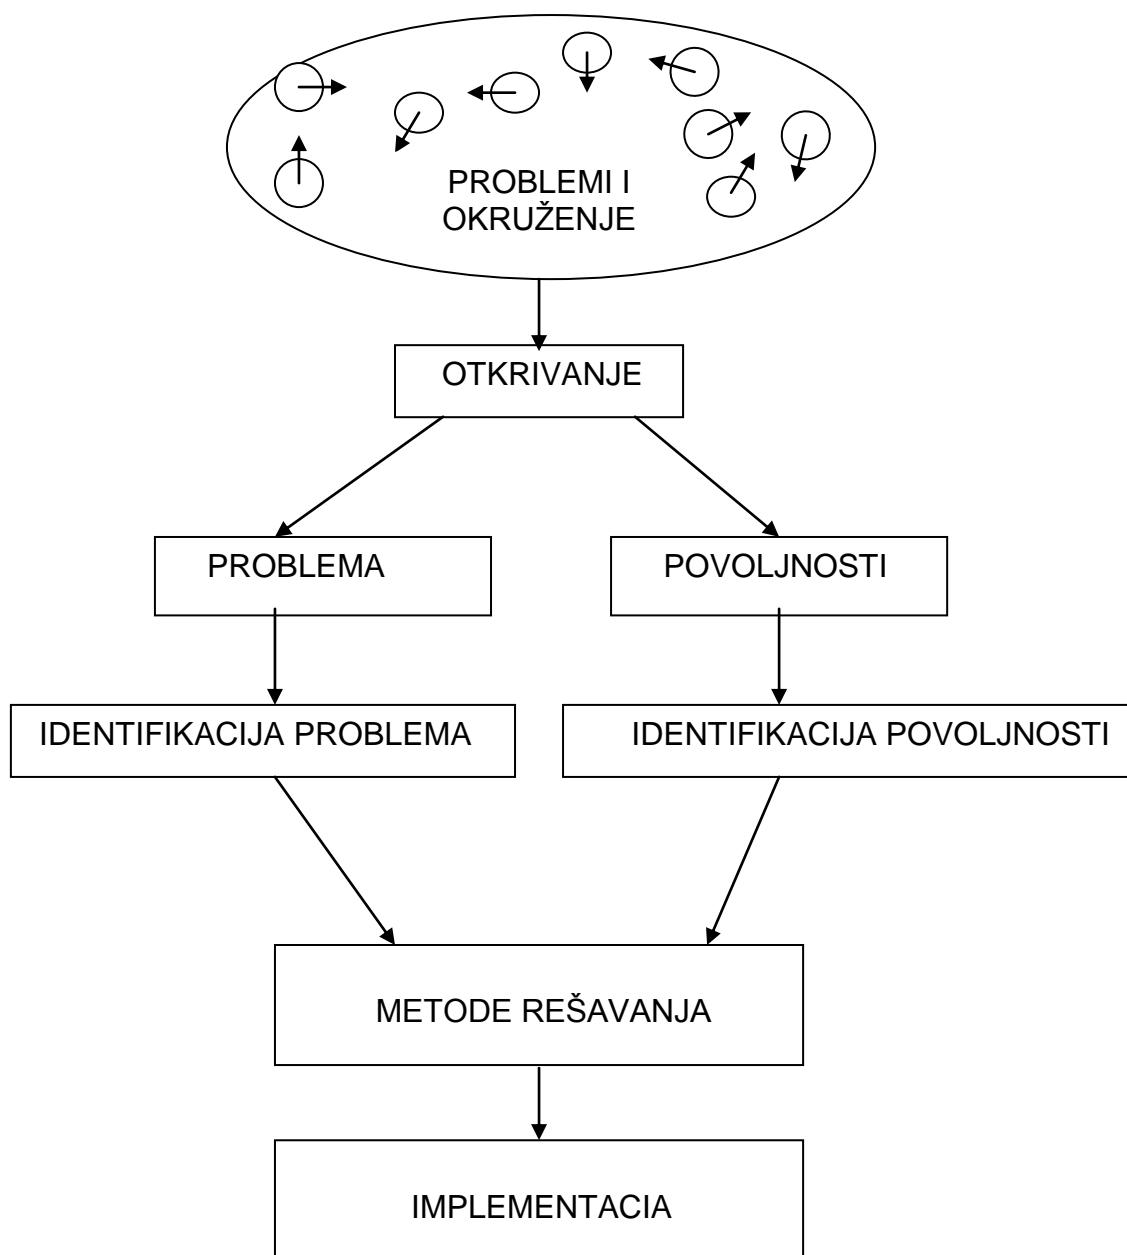 PROBLEMI I
OKRUŽENJE
OTKRIVANJE
PROBLEMA
POVOLJNOSTI
IDENTIFIKACIJA PROBLEMA
IDENTIFIKACIJA POVOLJNOSTI
METODE REŠAVANJA
IMPLEMENTACIA